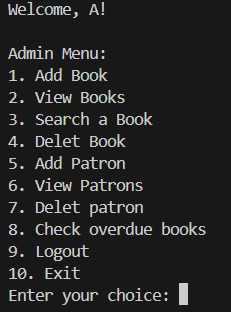 Welcome, A!
Admin Menu:
1. Add Book
2. View Books
3. Search a Book
4. Delet Book
5. Add Patron
6. View Patrons
7. Delet patron
8. Check overdue books
9. Logout
10. Exit
Enter your choice: